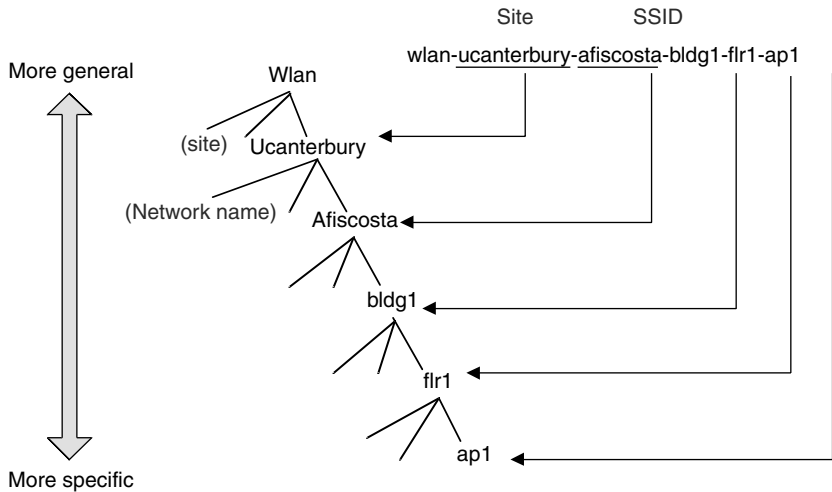 Site SSID
wlan-ucanterbury-afiscosta-bldg1-flr1-ap1
More general
Wlan
(site)
Ucanterbury
(Network name)
Afiscosta
bldg1
flr1
ap1
More specific